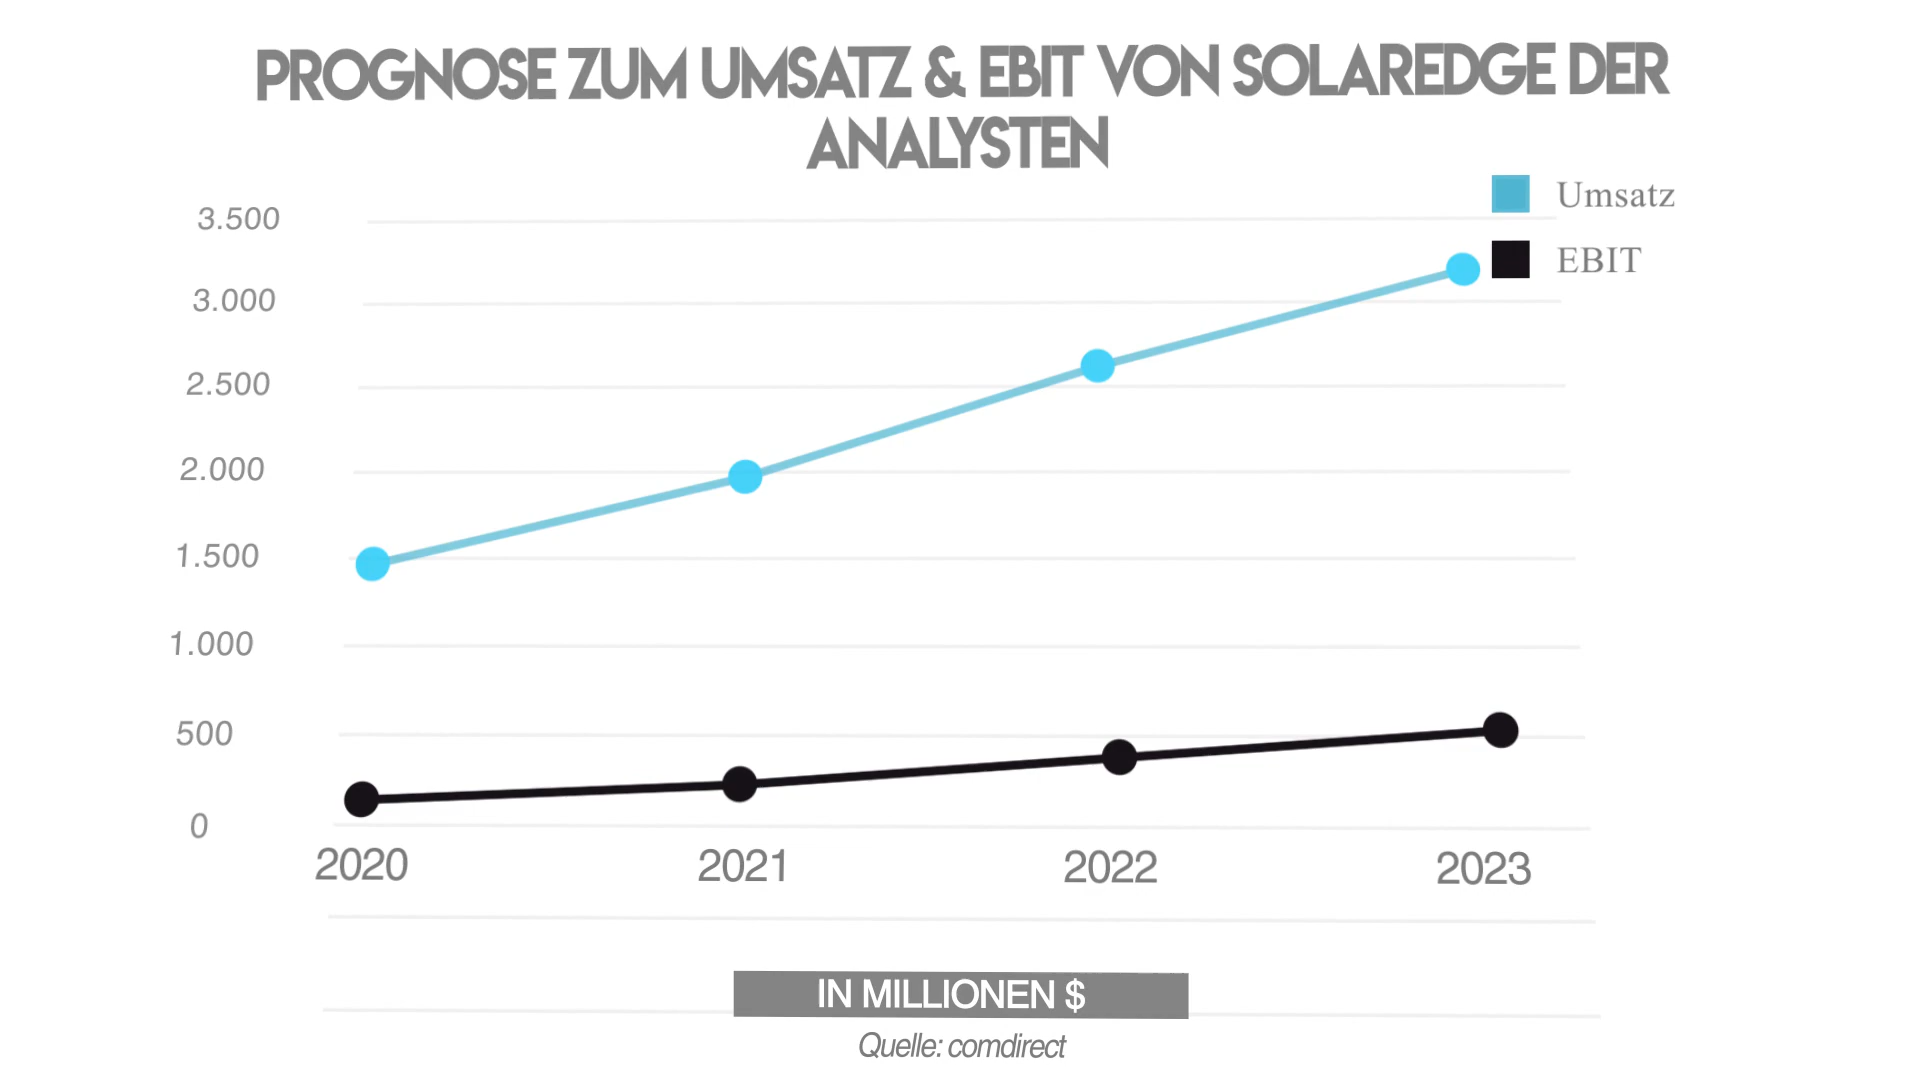 PROGNOSE ZUM UMSATZ & EBIT VON SOLAREDGE DER
ANALYSTEN
Umsatz
EBIT
3.500
3.000
2.500
2.000
1.500
1.000
500
0
2020 2021 2022 2023
IN MILLIONEN $
Quelle: comdirect